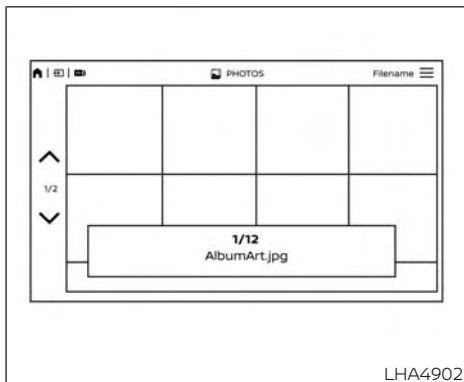 PHOTOS
Filename
1/2
1/12
AlbumArt.jpg
LHA4902